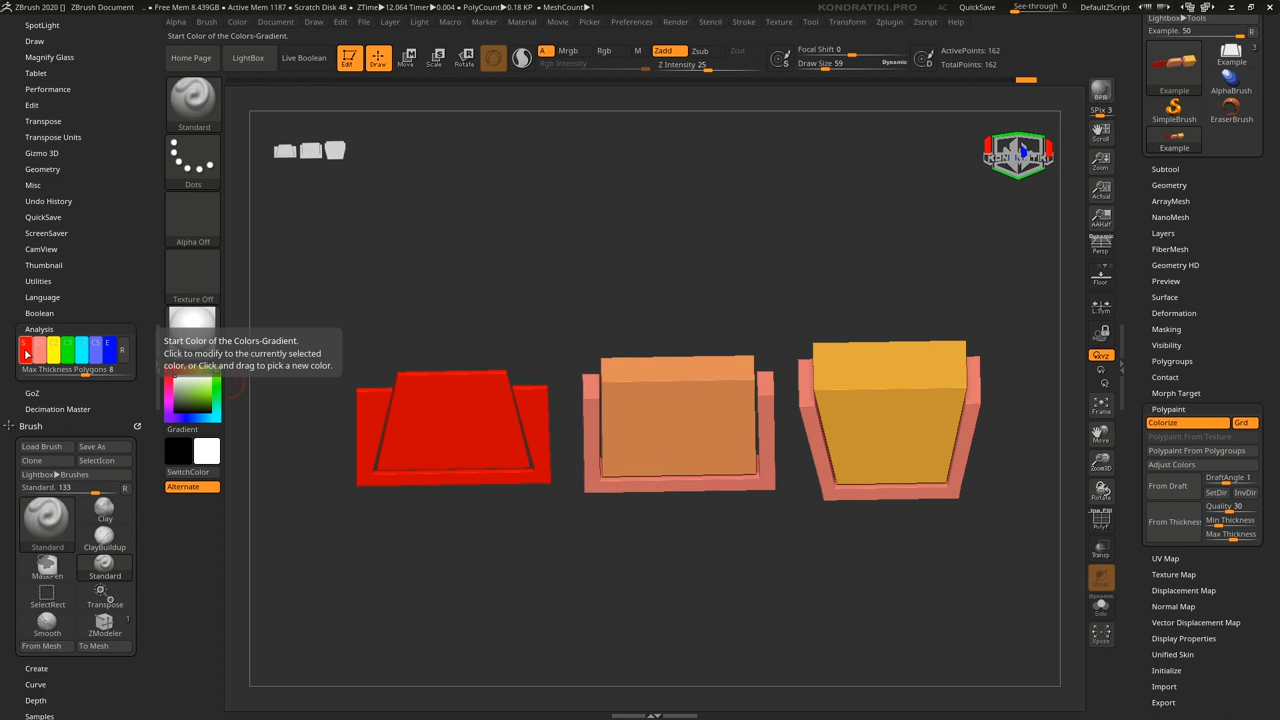 ZBrush 2020 [] ZBrush Document ... • Free Mem 8.439GB • Active Mem 1187 • Scratch Disk 48 • ZTime▶12.064 Timer▶0.004 • PolyCount▶0.18 KP • MeshCount▶1 KONDRATIKI.PRO AC QuickSave See-through 0 DefaultZScript
Alpha Brush Color Document Draw Edit File Layer Light Macro Marker Material Movie Picker Preferences Render Stencil Stroke Texture Tool Transform Zplugin Zscript Help
Start Color of the Colors-Gradient.
Home Page LightBox Live Boolean Edit Draw Move Scale Rotate
A Mrgb Rgb M Zadd Zsub Zcut
Rgb Intensity Z Intensity 25
Focal Shift 0
Draw Size 59 Dynamic
S D
ActivePoints: 162
TotalPoints: 162
SpotLight
Draw
Magnify Glass
Tablet
Performance
Edit
Transpose
Transpose Units
Gizmo 3D
Geometry
Misc
Undo History
QuickSave
ScreenSaver
CamView
Thumbnail
Utilities
Language
Boolean
Analysis
S C3 C5 E R
Max Thickness Polygons 8
GoZ
Decimation Master
Brush
Load Brush Save As
Clone SelectIcon
Lightbox▶Brushes
Standard. 133 R
Standard
Clay
ClayBuildup
MaskPen Standard
SelectRect Transpose
Smooth ZModeler
1
From Mesh To Mesh
Create
Curve
Depth
Samples
Standard
Dots
Alpha Off
Texture Off
Start Color of the Colors-Gradient.
Click to modify to the currently selected
color, or Click and drag to pick a new color.
Gradient
SwitchColor
Alternate
BPR
SPix 3
Scroll
Zoom
Actual
AAHalf
Persp
Floor
L.Sym
XYZ
Frame
Move
Zoom3D
Rotate
PolyF
Transp
Dynamic
Solo
Xpose
Lightbox▶Tools
Example. 50 R
Example
3
Example
AlphaBrush
SimpleBrush EraserBrush
Example
Subtool
Geometry
ArrayMesh
NanoMesh
Layers
FiberMesh
Geometry HD
Preview
Surface
Deformation
Masking
Visibility
Polygroups
Contact
Morph Target
Polypaint
Colorize Grd
Polypaint From Texture
Polypaint From Polygroups
Adjust Colors
From Draft DraftAngle 1
SetDir InvDir
From Thickness Quality 30
Min Thickness
Max Thickness
UV Map
Texture Map
Displacement Map
Normal Map
Vector Displacement Map
Display Properties
Unified Skin
Initialize
Import
Export